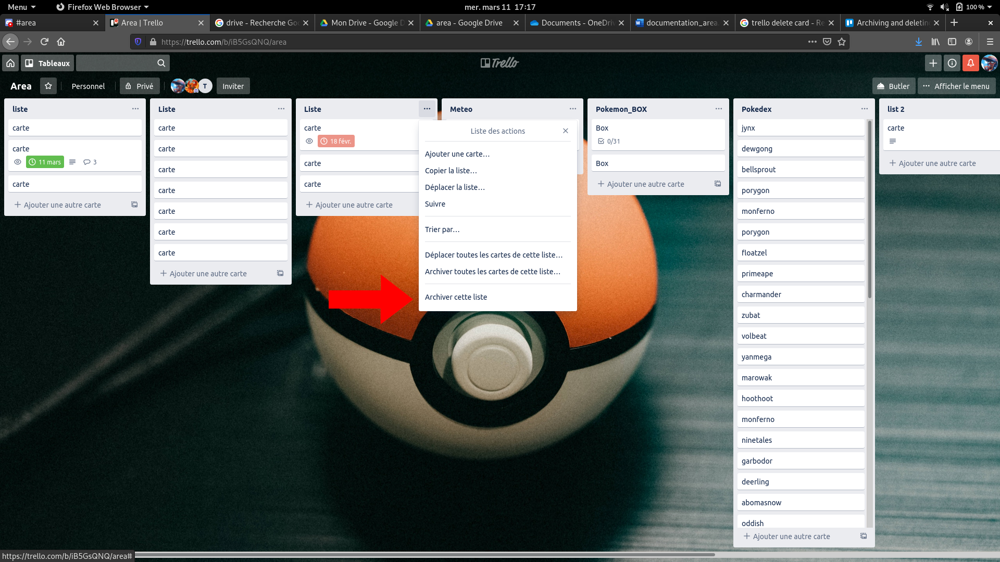 Menu Firefox Web Browser mer. mars 11 17:17 100 %
#area Area | Trello drive - Recherche Goo Mon Drive - Google D area - Google Drive Documents - OneDriv documentation_area. trello delete card - Re Archiving and deletin
https://trello.com/b/iB5GsQNQ/area
Tableaux Trello
Area Personnel Privé T Inviter Butler Afficher le menu
liste
carte
carte
11 mars 3
carte
Ajouter une autre carte
Liste
carte
carte
carte
carte
carte
carte
carte
Ajouter une autre carte
Liste
carte
18 févr.
carte
carte
Ajouter une autre carte
Meteo
Liste des actions
Ajouter une carte…
Copier la liste…
Déplacer la liste…
Suivre
Trier par…
Déplacer toutes les cartes de cette liste…
Archiver toutes les cartes de cette liste…
Archiver cette liste
Pokemon_BOX
Box
0/31
Box
Ajouter une autre carte
Pokedex
jynx
dewgong
bellsprout
porygon
monferno
porygon
floatzel
primeape
charmander
zubat
volbeat
yanmega
marowak
hoothoot
monferno
ninetales
garbodor
deerling
abomasnow
oddish
Ajouter une autre carte
list 2
carte
Ajouter une autre carte
https://trello.com/b/iB5GsQNQ/area#